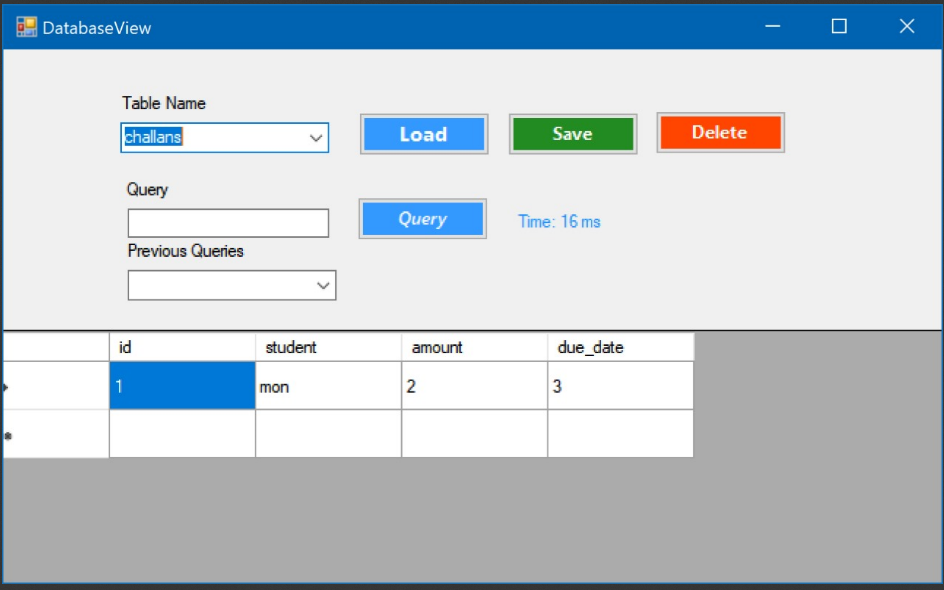 DatabaseView
Table Name
challans
Load
Save
Delete
Query
Query
Time: 16 ms
Previous Queries
id student amount due_date
1 mon 2 3